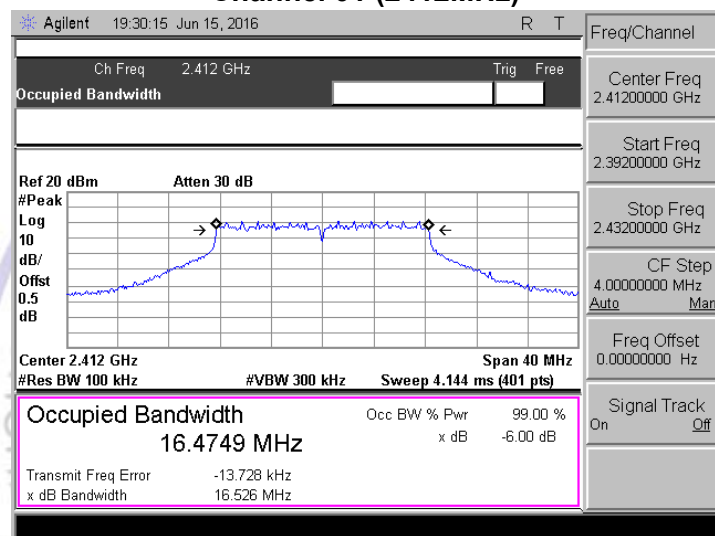 Agilent 19:30:15 Jun 15, 2016 R T
Ch Freq 2.412 GHz Trig Free
Occupied Bandwidth
Ref 20 dBm Atten 30 dB
#Peak
Log
10
dB/
Offst
0.5
dB
Center 2.412 GHz Span 40 MHz
#Res BW 100 kHz #VBW 300 kHz Sweep 4.144 ms (401 pts)
Occupied Bandwidth Occ BW % Pwr 99.00 %
16.4749 MHz x dB -6.00 dB
Transmit Freq Error -13.728 kHz
x dB Bandwidth 16.526 MHz
Freq/Channel
Center Freq
2.41200000 GHz
Start Freq
2.39200000 GHz
Stop Freq
2.43200000 GHz
CF Step
4.00000000 MHz
Auto Man
Freq Offset
0.00000000 Hz
Signal Track
On Off